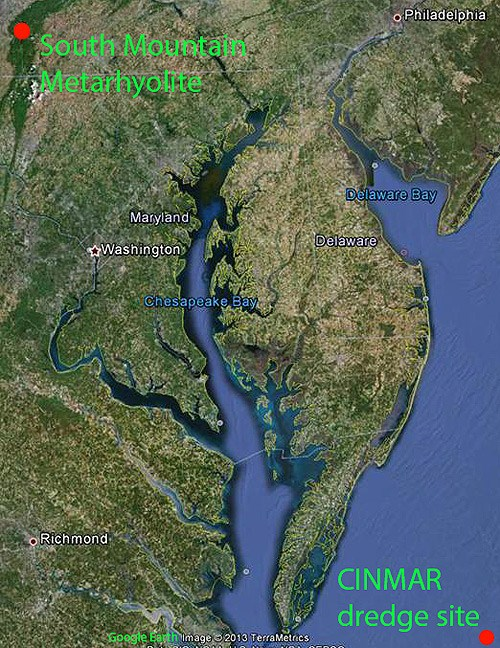 Philadelphia
South Mountain
Metarhyolite
Delaware Bay
Maryland
Delaware
Washington
Chesapeake Bay
Richmond
CINMAR
dredge site
Google Earth Image © 2013 TerraMetrics